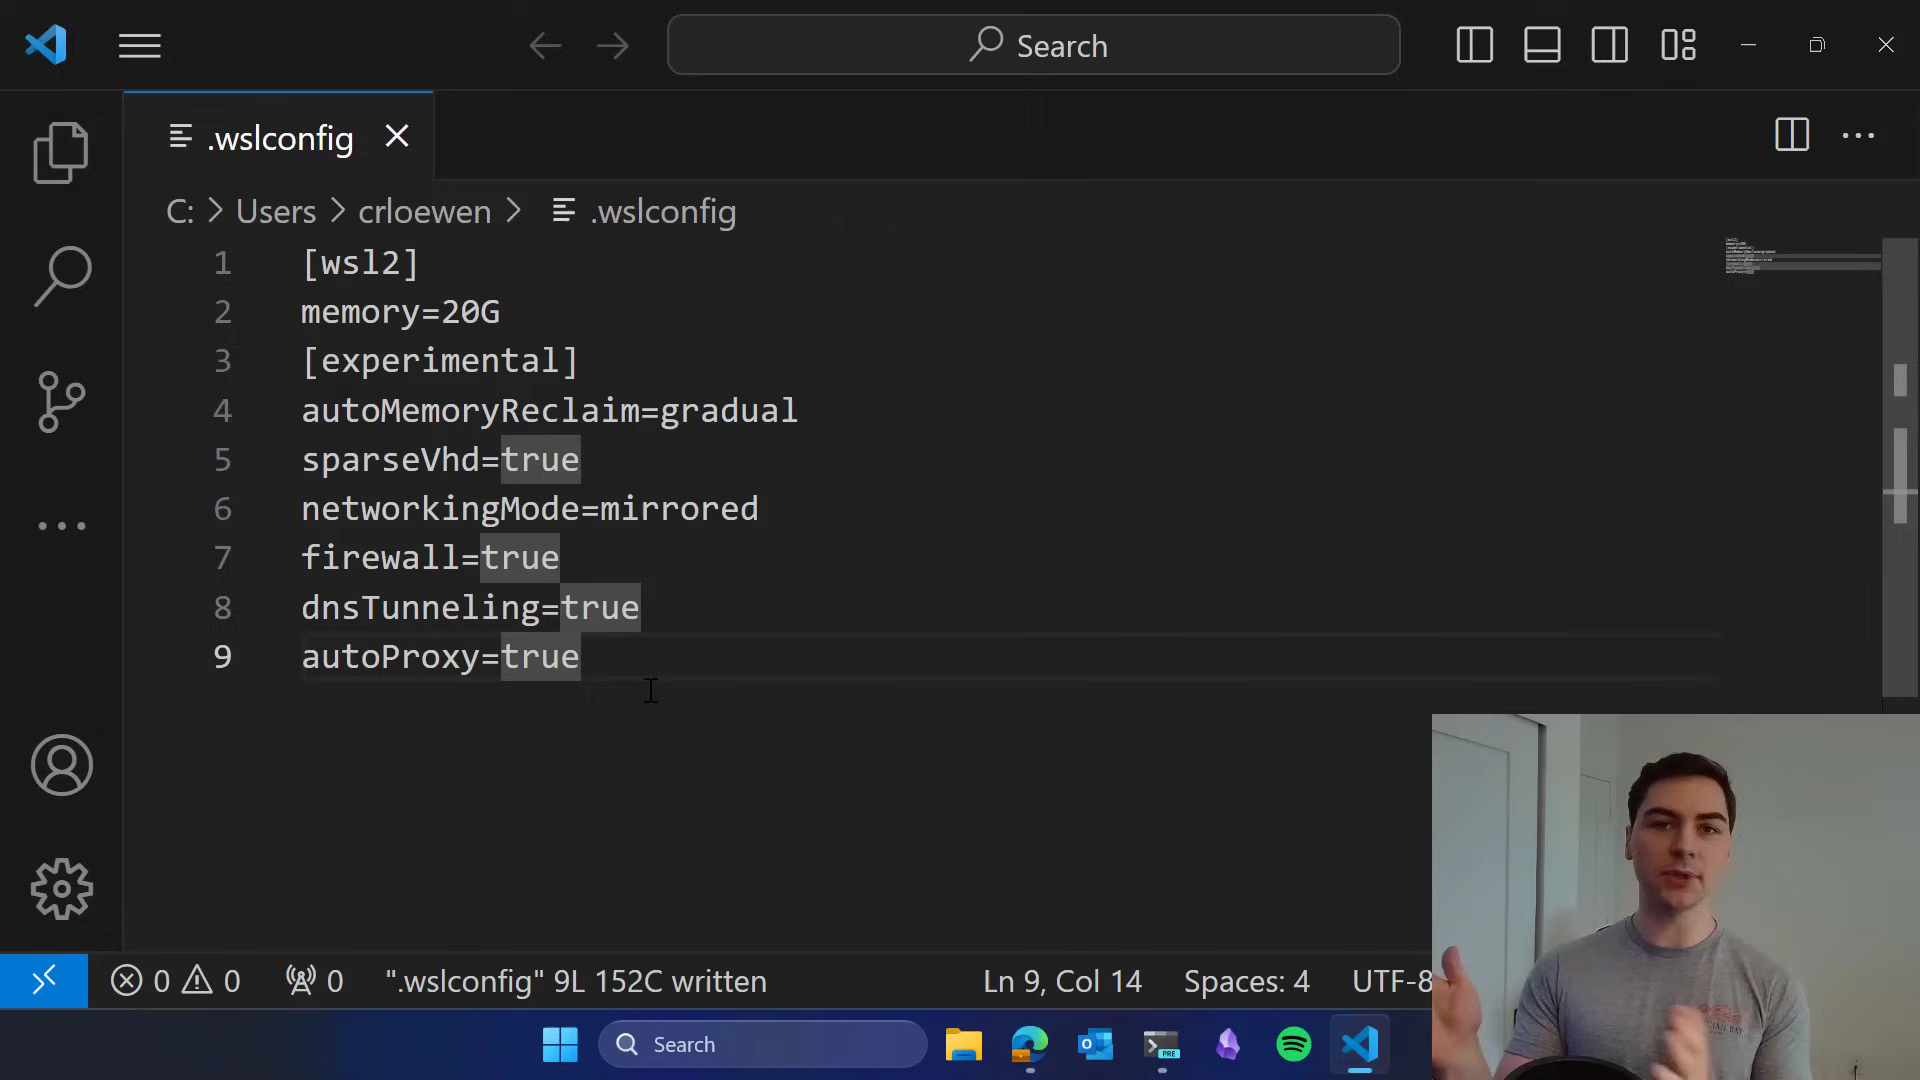 Search
.wslconfig
C: > Users > crloewen > .wslconfig
1 [wsl2]
2 memory=20G
3 [experimental]
4 autoMemoryReclaim=gradual
5 sparseVhd=true
6 networkingMode=mirrored
7 firewall=true
8 dnsTunneling=true
9 autoProxy=true
0 0 0 ".wslconfig" 9L 152C written Ln 9, Col 14 Spaces: 4 UTF-8
Search
PRE